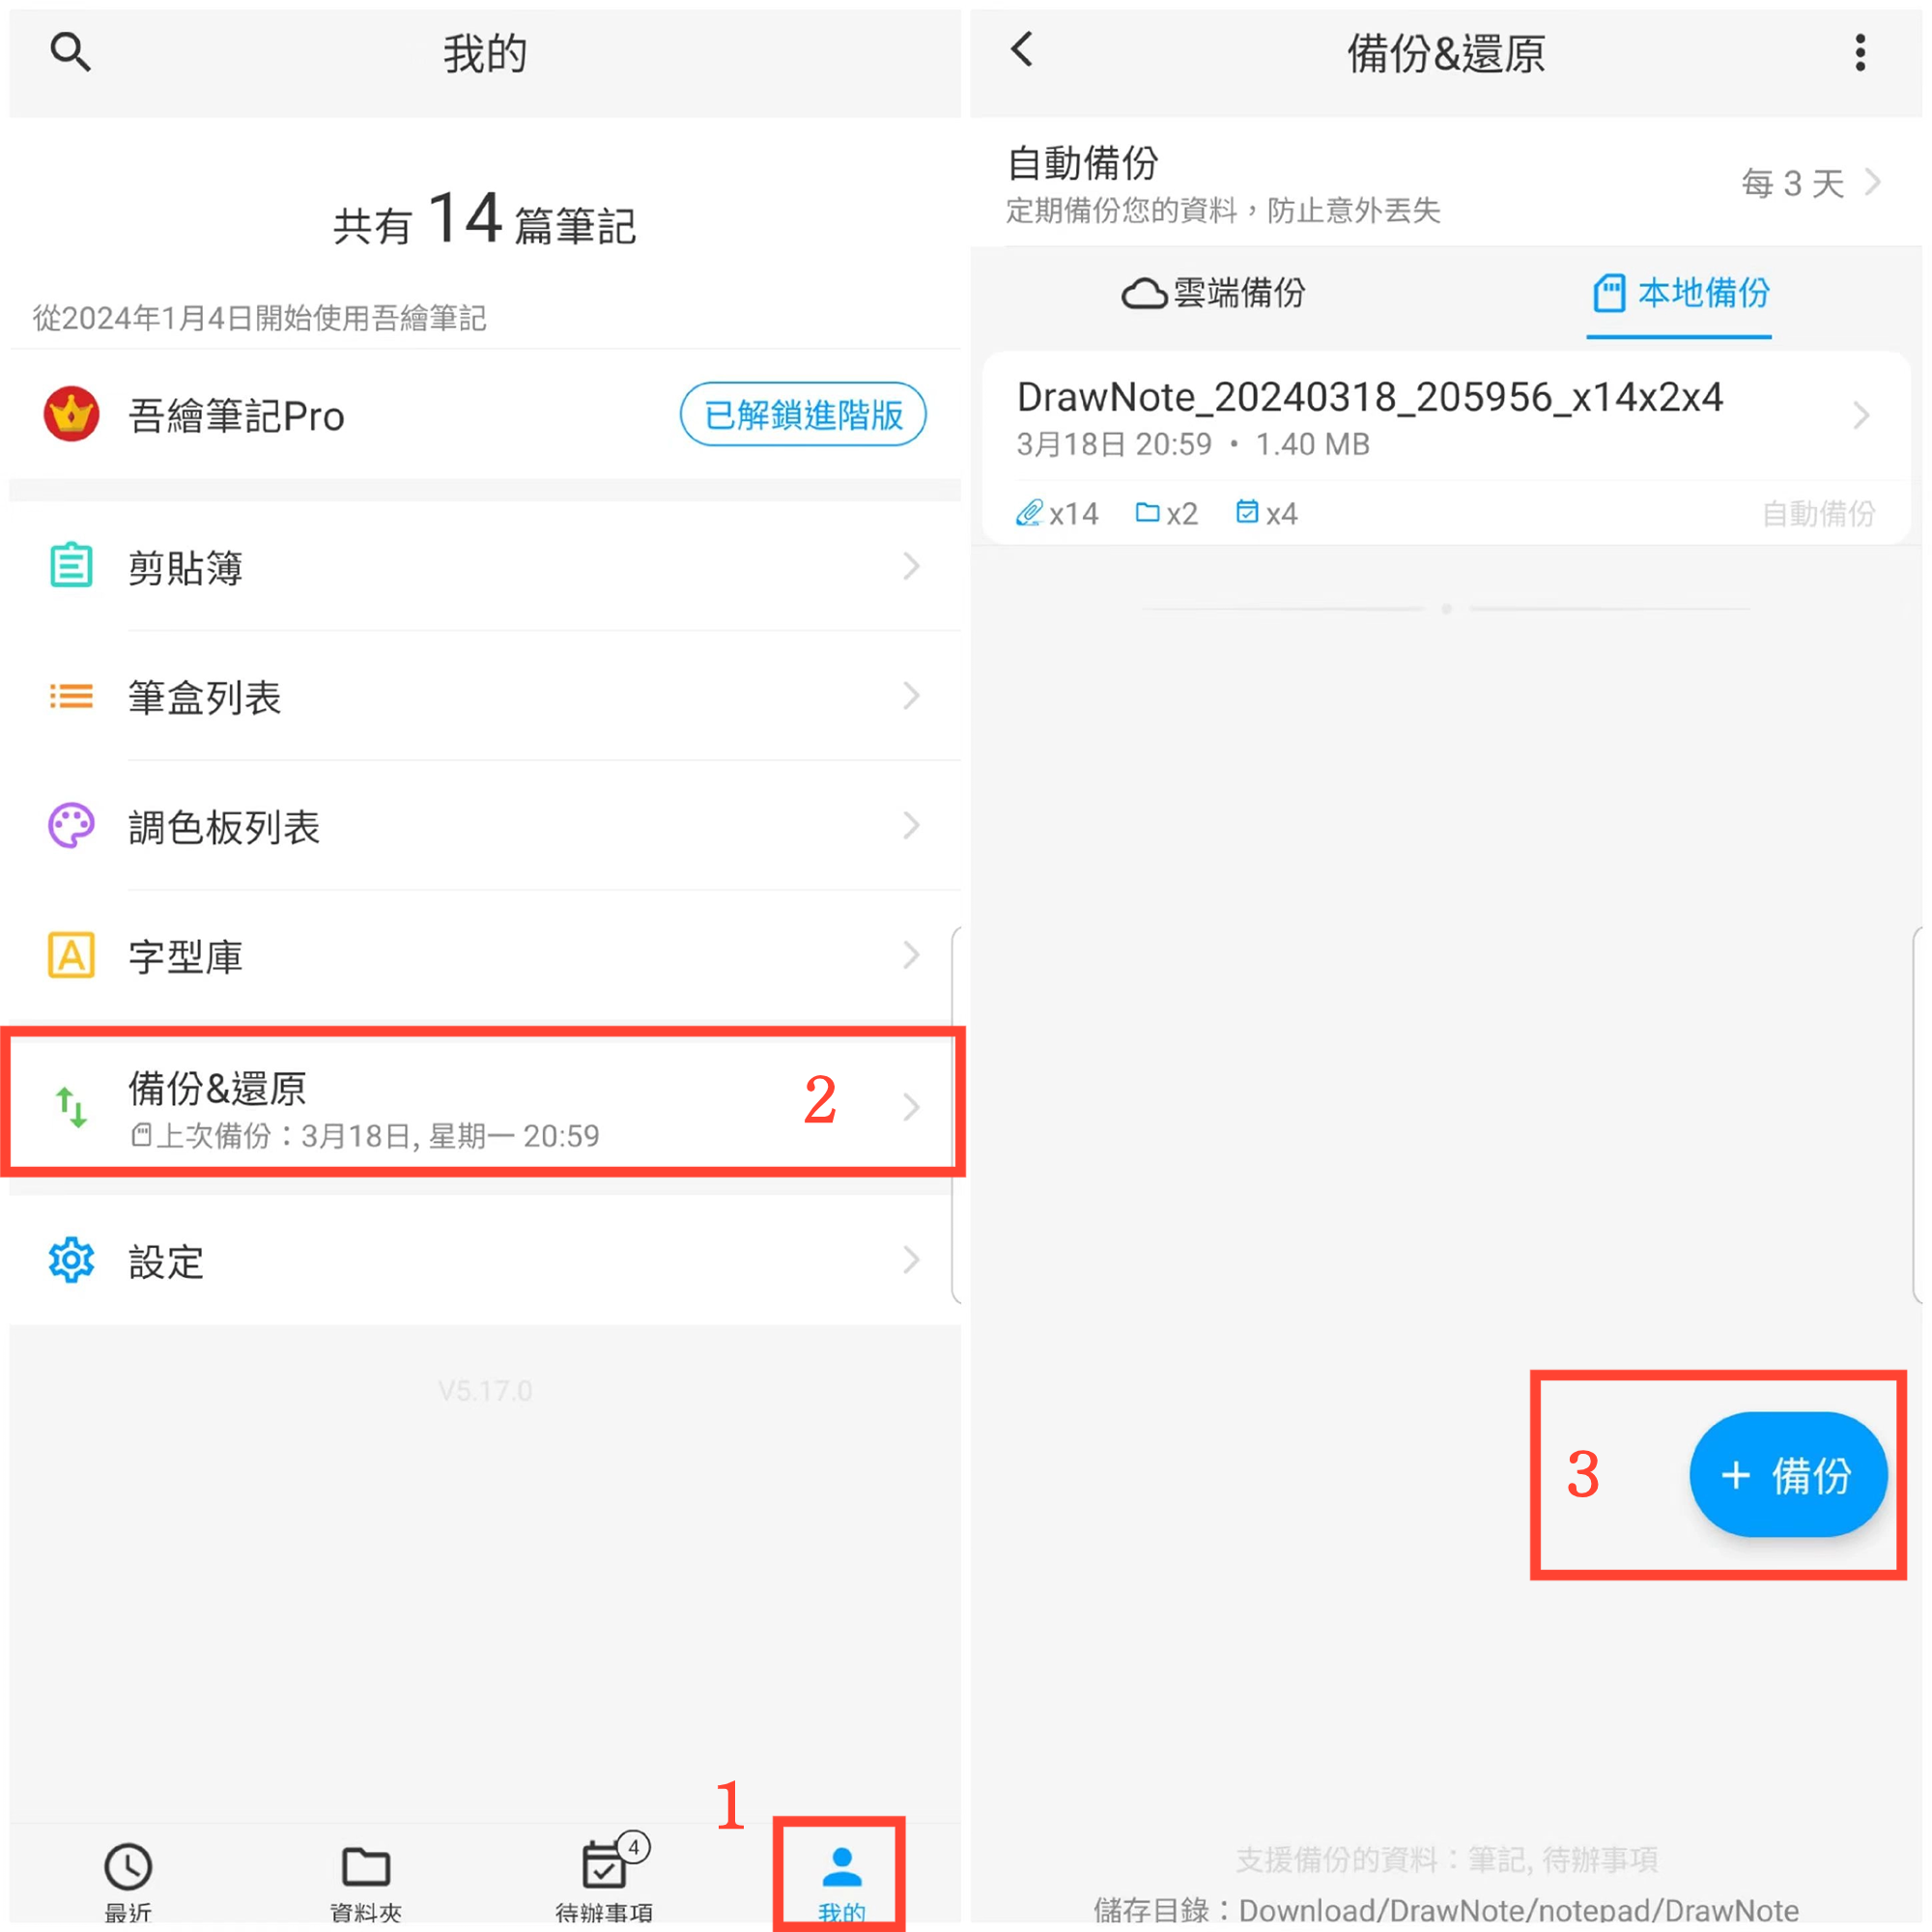 我的
共有 14 篇筆記
從2024年1月4日開始使用吾繪筆記
吾繪筆記Pro
已解鎖進階版
剪貼簿
筆盒列表
調色板列表
A 字型庫
備份&還原
上次備份：3月18日, 星期一 20:59
2
設定
V5.17.0
1
最近
資料夾
待辦事項
4
我的
備份&還原
自動備份
定期備份您的資料，防止意外丟失
每 3 天
雲端備份
本地備份
DrawNote_20240318_205956_x14x2x4
3月18日 20:59 • 1.40 MB
x14 x2 x4
自動備份
3
+ 備份
支援備份的資料：筆記, 待辦事項
儲存目錄：Download/DrawNote/notepad/DrawNote